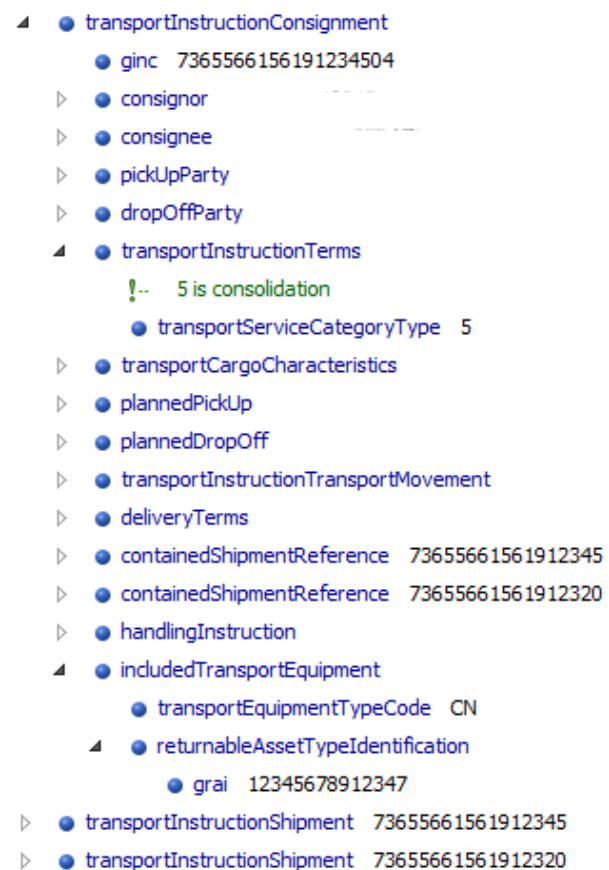 transportInstructionConsignment
ginc 7365566156191234504
consignor
consignee
pickUpParty
dropOffParty
transportInstructionTerms
!-- 5 is consolidation
transportServiceCategoryType 5
transportCargoCharacteristics
plannedPickUp
plannedDropOff
transportInstructionTransportMovement
deliveryTerms
containedShipmentReference 73655661561912345
containedShipmentReference 73655661561912320
handlingInstruction
includedTransportEquipment
transportEquipmentTypeCode CN
returnableAssetTypeIdentification
grai 12345678912347
transportInstructionShipment 73655661561912345
transportInstructionShipment 73655661561912320